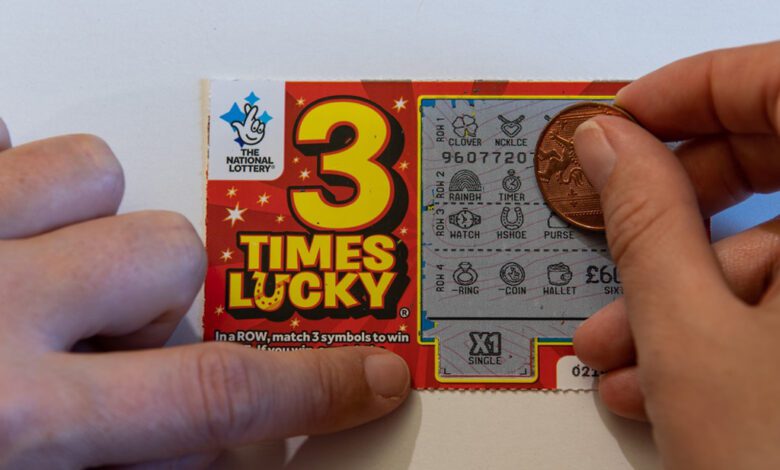 THE
NATIONAL
LOTTERY®
3
TIMES
LUCKY®
In a ROW, match 3 symbols to win
ROW 1
CLOVER NCKLCE
96077207
ROW 2
RAINBW TIMER
ROW 3
WATCH HSHOE PURSE
ROW 4
RING COIN WALLET
X1
SINGLE